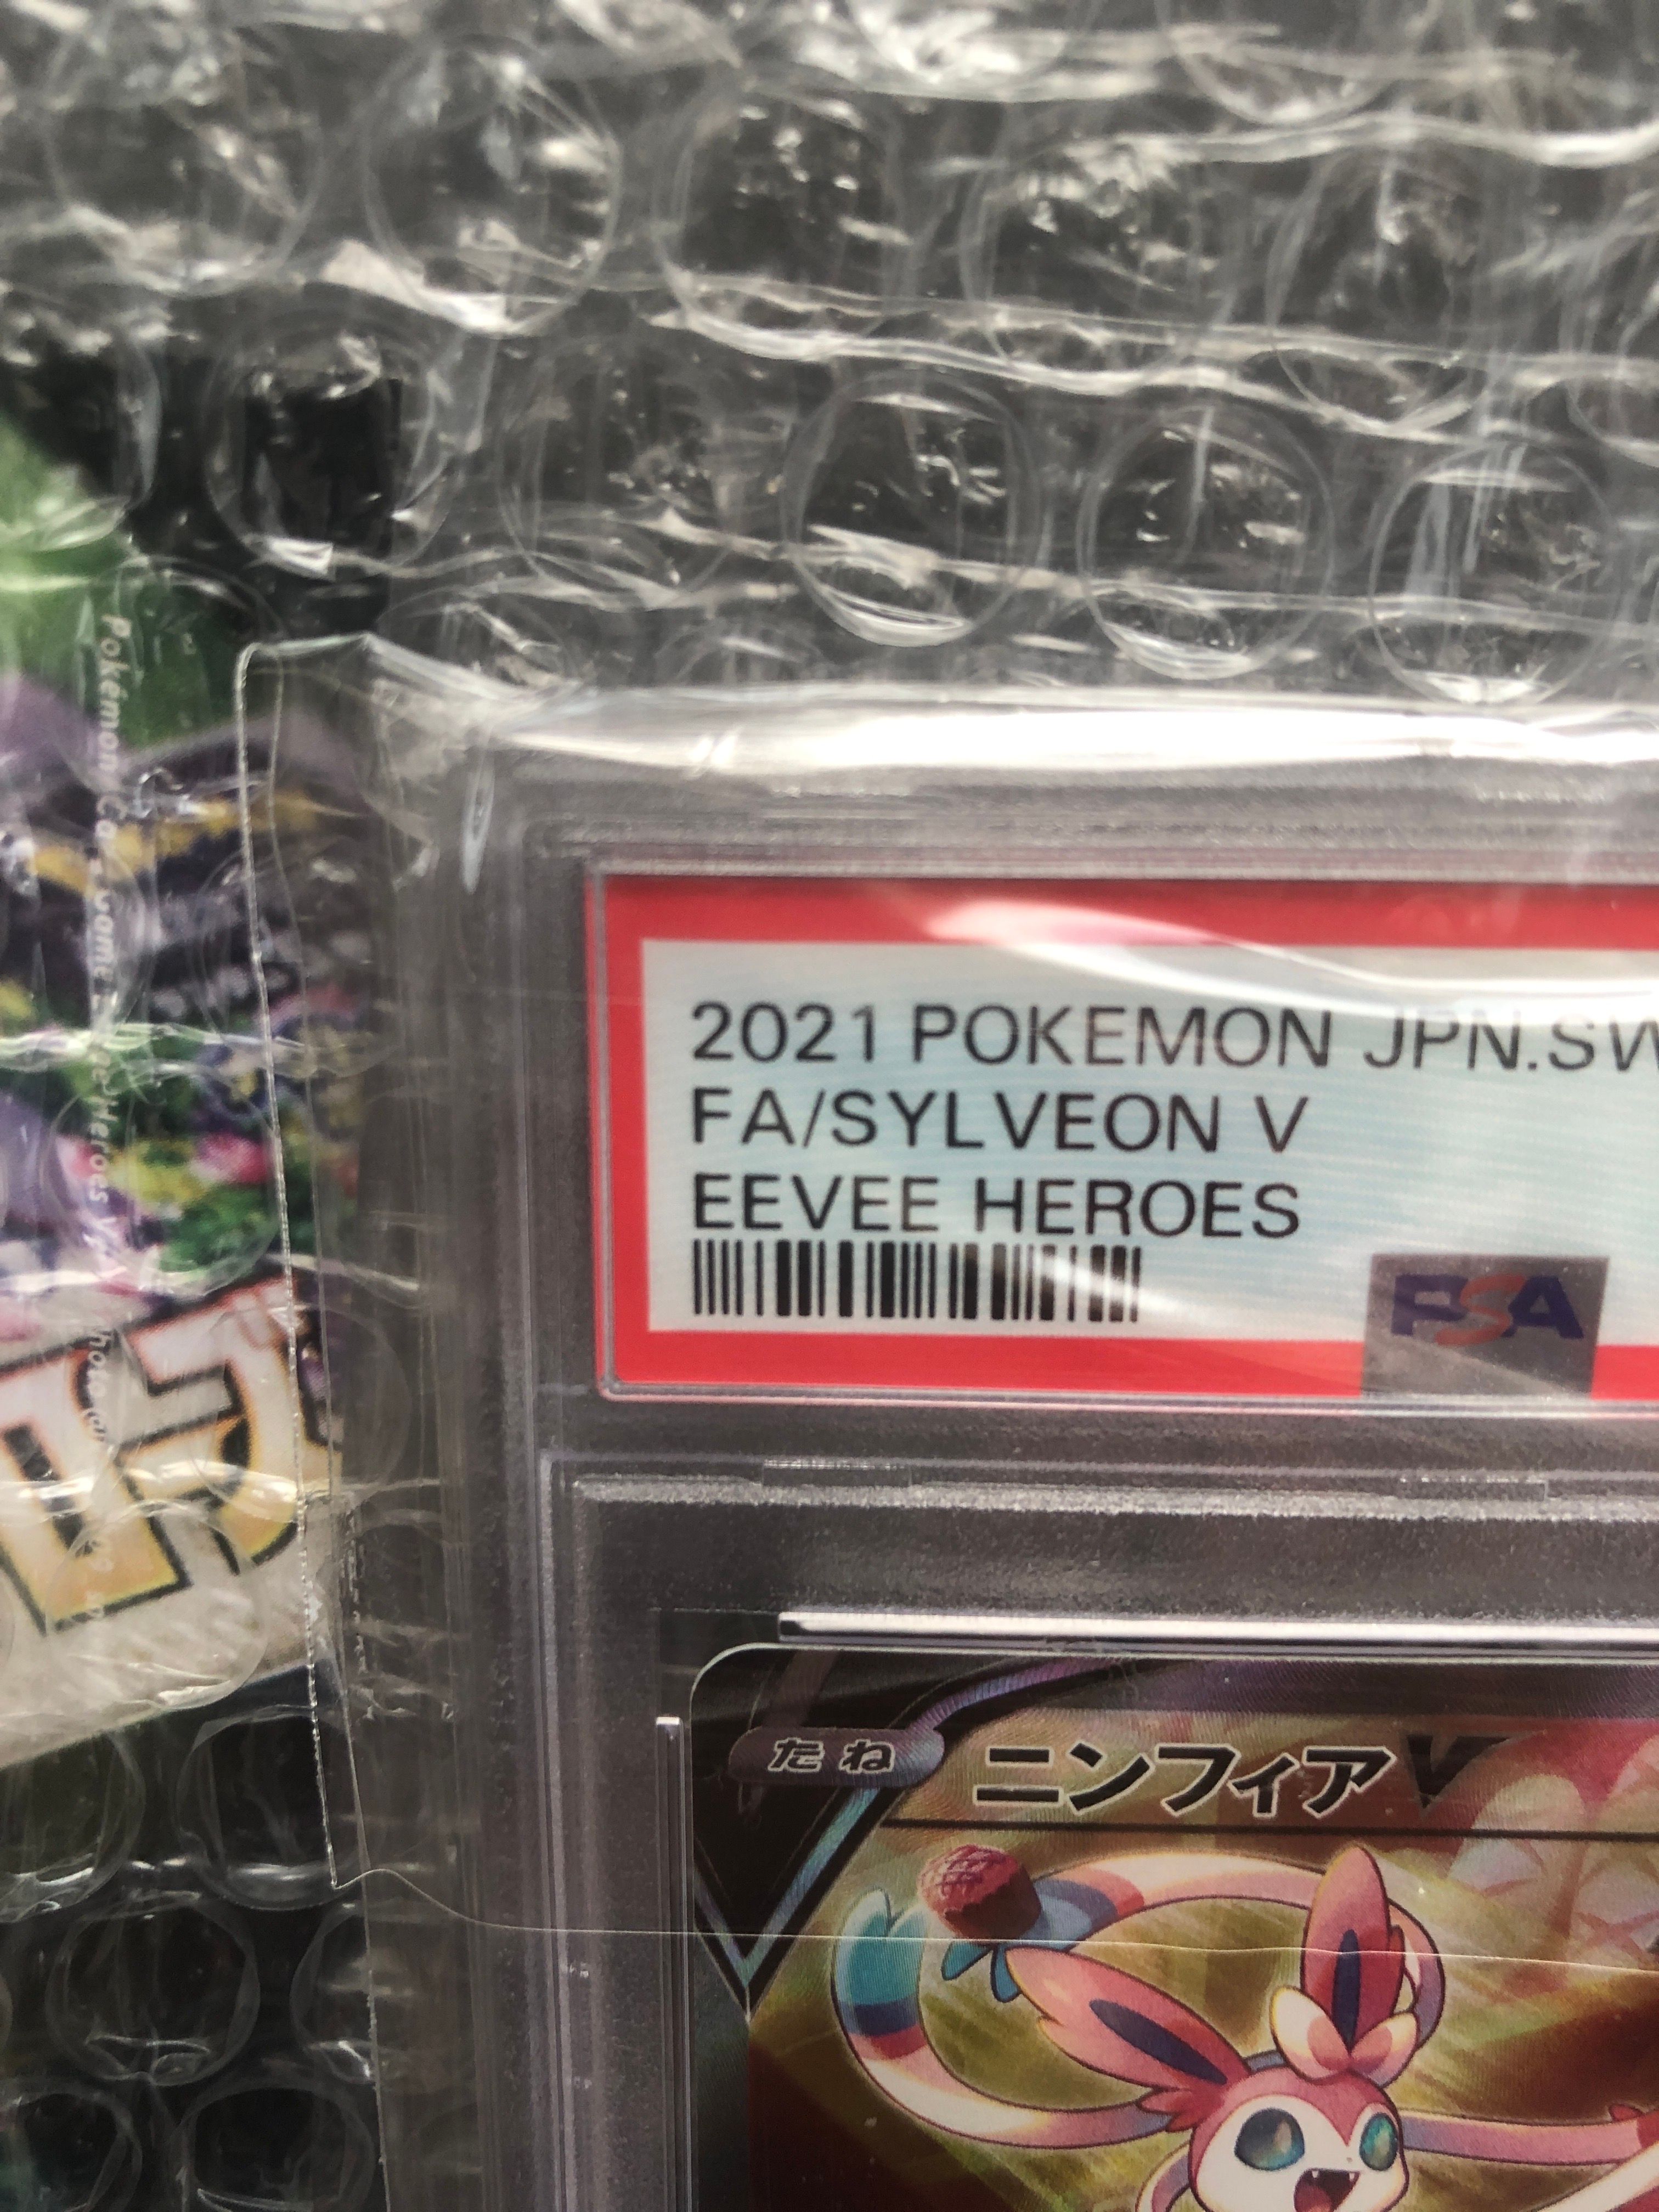 2021 POKEMON JPN.SW
FA/SYLVEON V
EEVEE HEROES
PSA
たね
ニンフィアV